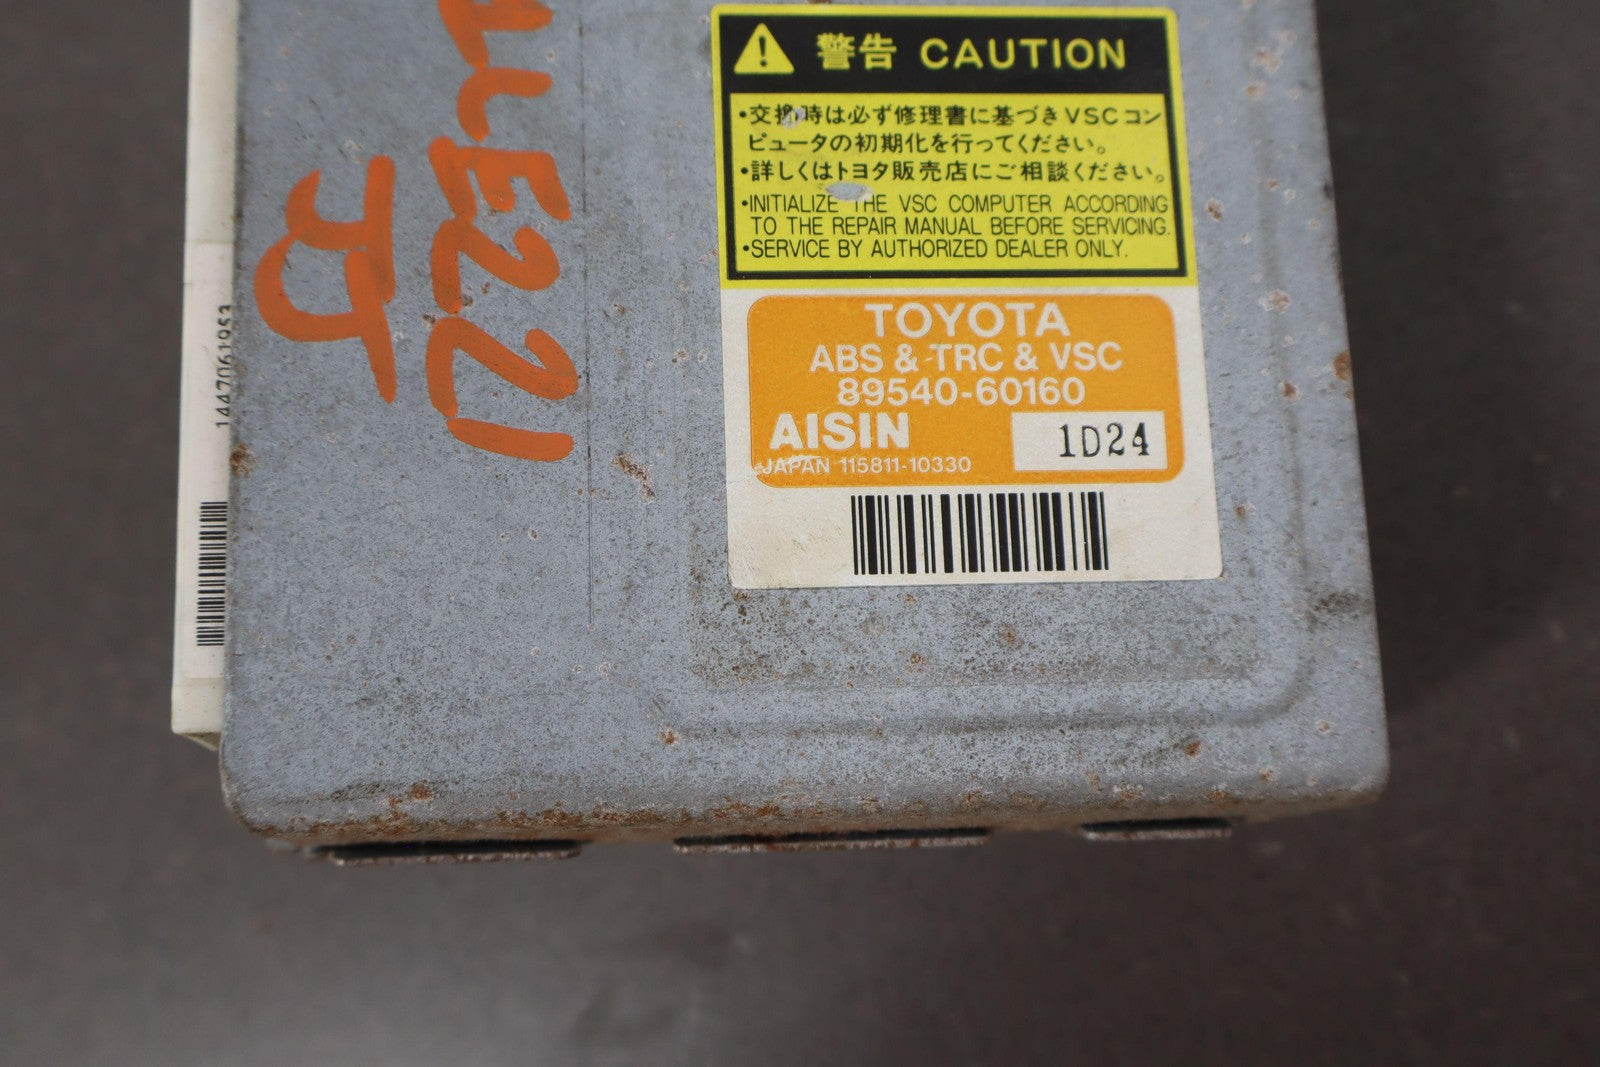 警告 CAUTION
•交換時は必ず修理書に基づきVSCコン
ピュータの初期化を行ってください。
•詳しくはトヨタ販売店にご相談ください。
•INITIALIZE THE VSC COMPUTER ACCORDING
TO THE REPAIR MANUAL BEFORE SERVICING.
•SERVICE BY AUTHORIZED DEALER ONLY.
TOYOTA
ABS & TRC & VSC
89540-60160
AISIN
1D24
JAPAN 115811-10330
1447061953